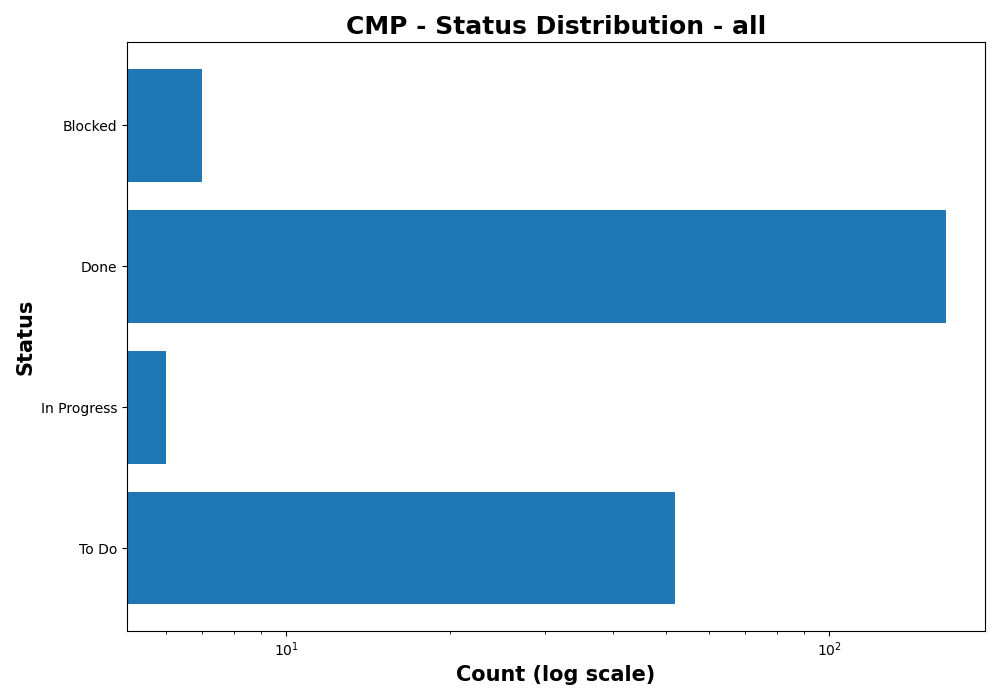 CMP - Status Distribution - all
Status
Blocked
Done
In Progress
To Do
10¹
10²
Count (log scale)